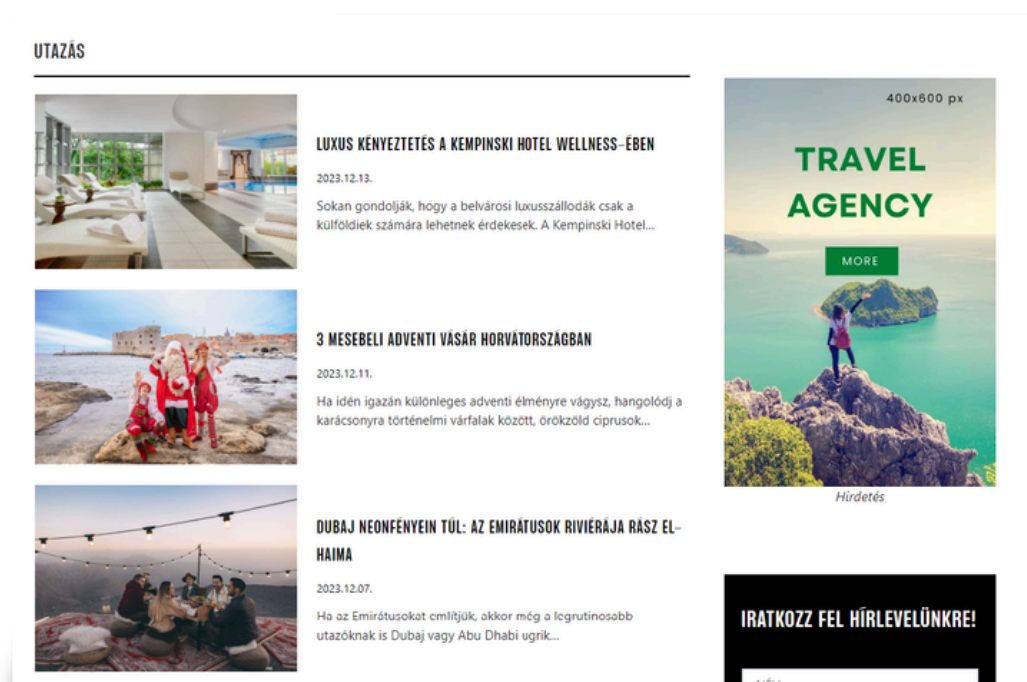 UTAZÁS
LUXUS KÉNYEZTETÉS A KEMPINSKI HOTEL WELLNESS-ÉBEN
2023.12.13.
Sokan gondolják, hogy a belvárosi luxusszállodák csak a
külföldiek számára lehetnek érdekesek. A Kempinski Hotel...
3 MESEBELI ADVENTI VÁSÁR HORVÁTORSZÁGBAN
2023.12.11.
Ha idén igazán különleges adventi élményre vágysz, hangolódj a
karácsonyra történelmi várfalak között, örökzöld ciprusok...
DUBAJ NEONFÉNYEIN TÚL: AZ EMIRÁTUSOK RIVIÉRÁJA RÁSZ EL-
HAIMA
2023.12.07.
Ha az Emirátusokat említjük, akkor még a legrutinosabb
utazóknak is Dubaj vagy Abu Dhabi ugrik...
400x600 px
TRAVEL
AGENCY
MORE
Hirdetés
IRATKOZZ FEL HÍRLEVELÜNKRE!